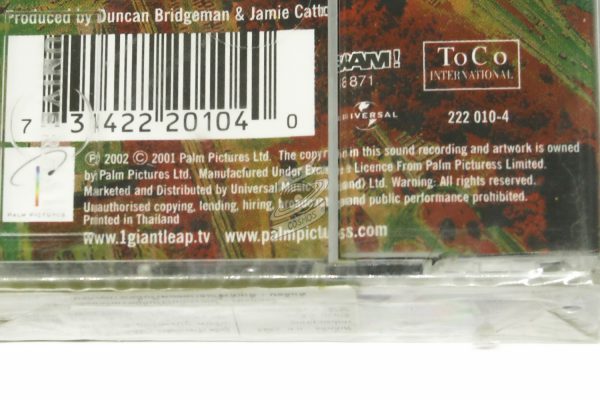 Produced by Duncan Bridgeman & Jamie Catto
7 31422 20104 0
AM!
8871
UNIVERSAL
ToCo
INTERNATIONAL
222 010-4
PALM PICTURES
℗ 2002 © 2001 Palm Pictures Ltd. The in this sound recording and artwork is owned
by Palm Pictures Ltd. Manufactured Under Licence From Palm Picturess Limited.
Marketed and Distributed by Universal Music Ltd. Warning: All rights reserved.
Unauthorised copying, lending, hiring, and public performance prohibited.
Printed in Thailand
www.1giantleap.tv www.palmpicturess.com